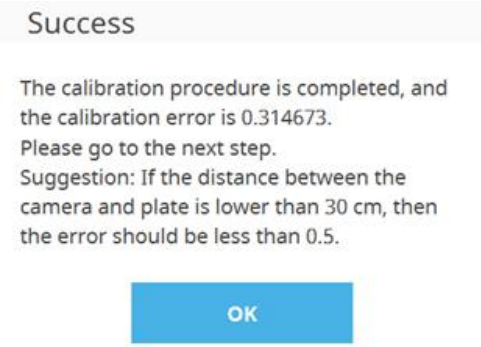 Success
The calibration procedure is completed, and
the calibration error is 0.314673.
Please go to the next step.
Suggestion: If the distance between the
camera and plate is lower than 30 cm, then
the error should be less than 0.5.
OK